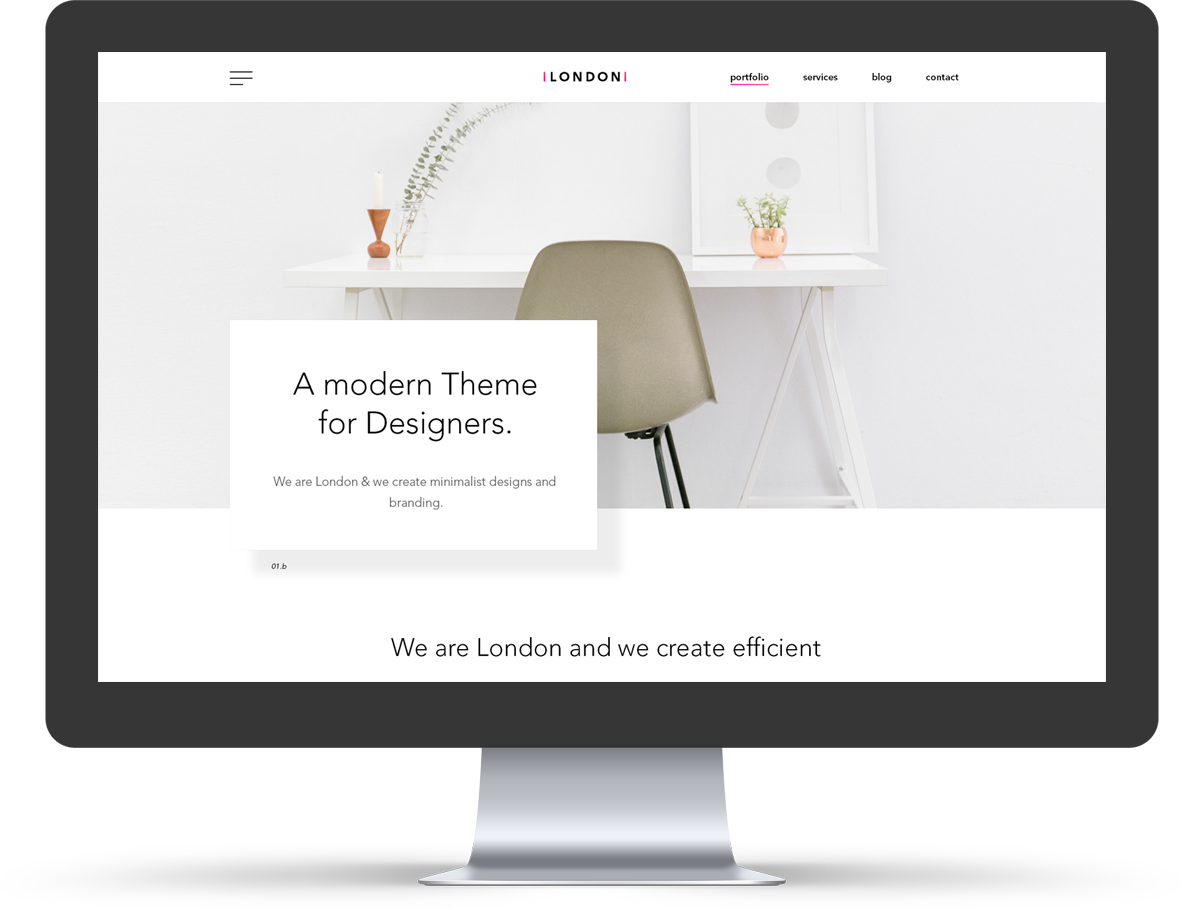 |LONDON|
portfolio services blog contact
A modern Theme
for Designers.
We are London & we create minimalist designs and
branding.
01.b
We are London and we create efficient